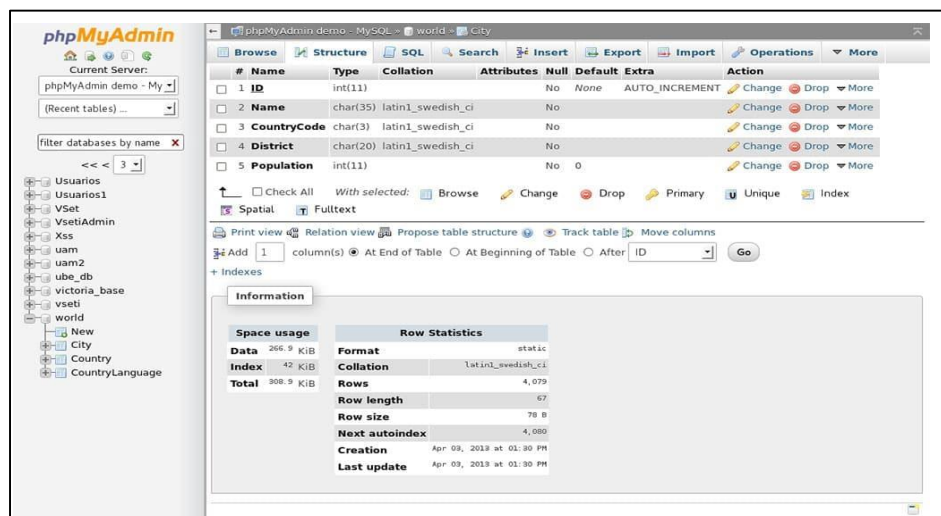 phpMyAdmin
Current Server:
phpMyAdmin demo - My
(Recent tables) ...
filter databases by name X
<< < 3
Usuarios
Usuarios1
VSet
VsetiAdmin
Xss
uam
uam2
ube_db
victoria_base
vseti
world
New
City
Country
CountryLanguage
phpMyAdmin demo - MySQL » world » City
Browse Structure SQL Search Insert Export Import Operations More
# Name Type Collation Attributes Null Default Extra Action
1 ID int(11) No None AUTO_INCREMENT Change Drop More
2 Name char(35) latin1_swedish_ci No Change Drop More
3 CountryCode char(3) latin1_swedish_ci No Change Drop More
4 District char(20) latin1_swedish_ci No Change Drop More
5 Population int(11) No 0 Change Drop More
Check All With selected: Browse Change Drop Primary Unique Index
Spatial Fulltext
Print view Relation view Propose table structure Track table Move columns
Add 1 column(s) At End of Table At Beginning of Table After ID Go
+ Indexes
Information
Space usage
Data 266.9 KiB
Index 42 KiB
Total 308.9 KiB
Row Statistics
Format static
Collation latin1_swedish_ci
Rows 4,079
Row length 67
Row size 78 B
Next autoindex 4,080
Creation Apr 03, 2013 at 01:30 PM
Last update Apr 03, 2013 at 01:30 PM